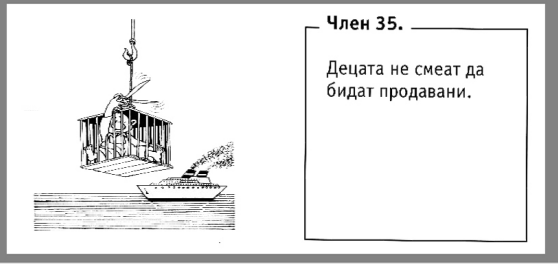 Член 35.
Децата не смеат да
бидат продавани.